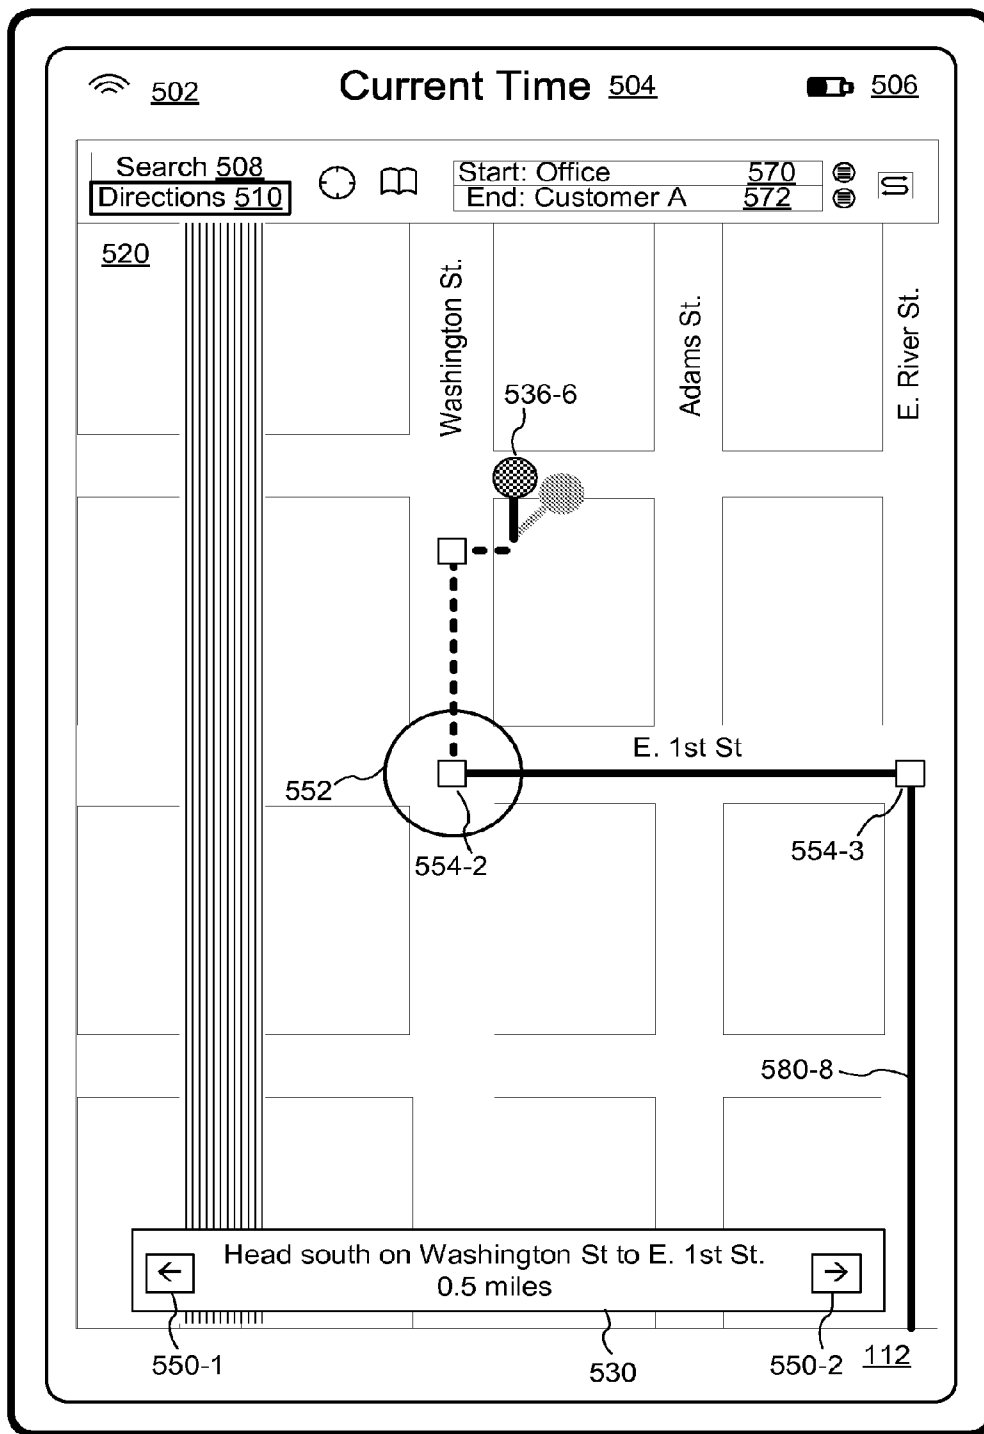 502
Current Time 504
506
Search 508
Directions 510
Start: Office 570
End: Customer A 572
520
Washington St.
Adams St.
E. River St.
536-6
E. 1st St
552
554-2
554-3
580-8
Head south on Washington St to E. 1st St.
0.5 miles
550-1
530
550-2
112